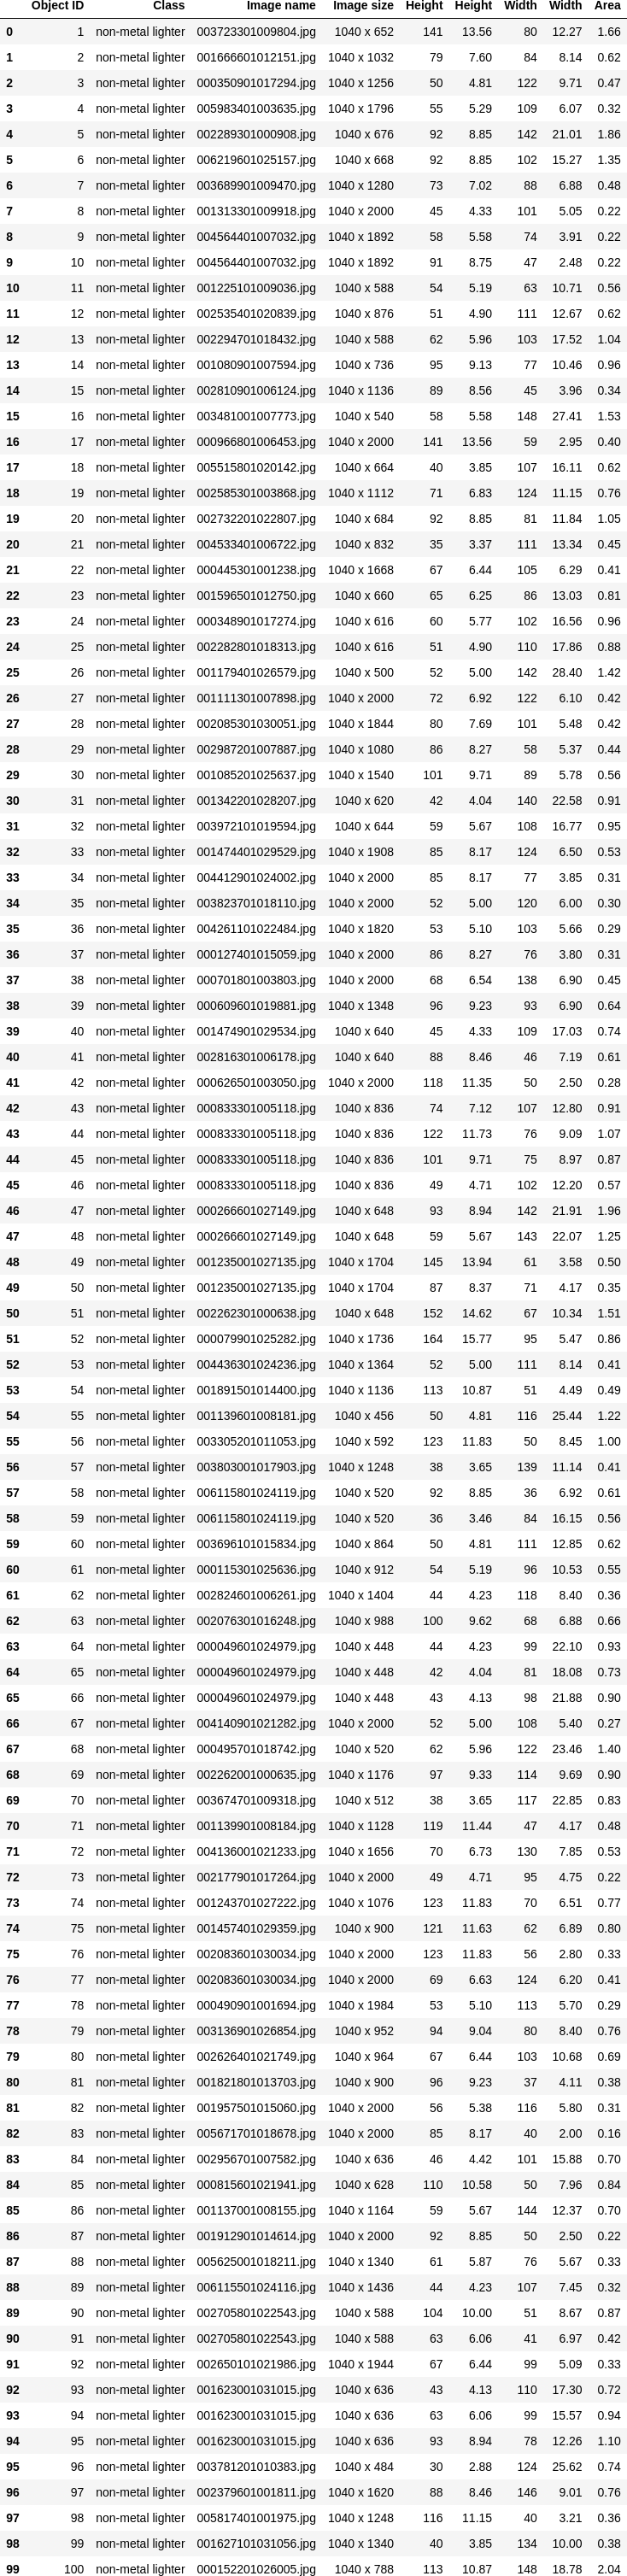 Object ID Class Image name Image size Height Height Width Width Area
0 1 non-metal lighter 003723301009804.jpg 1040 x 652 141 13.56 80 12.27 1.66
1 2 non-metal lighter 001666601012151.jpg 1040 x 1032 79 7.60 84 8.14 0.62
2 3 non-metal lighter 000350901017294.jpg 1040 x 1256 50 4.81 122 9.71 0.47
3 4 non-metal lighter 005983401003635.jpg 1040 x 1796 55 5.29 109 6.07 0.32
4 5 non-metal lighter 002289301000908.jpg 1040 x 676 92 8.85 142 21.01 1.86
5 6 non-metal lighter 006219601025157.jpg 1040 x 668 92 8.85 102 15.27 1.35
6 7 non-metal lighter 003689901009470.jpg 1040 x 1280 73 7.02 88 6.88 0.48
7 8 non-metal lighter 001313301009918.jpg 1040 x 2000 45 4.33 101 5.05 0.22
8 9 non-metal lighter 004564401007032.jpg 1040 x 1892 58 5.58 74 3.91 0.22
9 10 non-metal lighter 004564401007032.jpg 1040 x 1892 91 8.75 47 2.48 0.22
10 11 non-metal lighter 001225101009036.jpg 1040 x 588 54 5.19 63 10.71 0.56
11 12 non-metal lighter 002535401020839.jpg 1040 x 876 51 4.90 111 12.67 0.62
12 13 non-metal lighter 002294701018432.jpg 1040 x 588 62 5.96 103 17.52 1.04
13 14 non-metal lighter 001080901007594.jpg 1040 x 736 95 9.13 77 10.46 0.96
14 15 non-metal lighter 002810901006124.jpg 1040 x 1136 89 8.56 45 3.96 0.34
15 16 non-metal lighter 003481001007773.jpg 1040 x 540 58 5.58 148 27.41 1.53
16 17 non-metal lighter 000966801006453.jpg 1040 x 2000 141 13.56 59 2.95 0.40
17 18 non-metal lighter 005515801020142.jpg 1040 x 664 40 3.85 107 16.11 0.62
18 19 non-metal lighter 002585301003868.jpg 1040 x 1112 71 6.83 124 11.15 0.76
19 20 non-metal lighter 002732201022807.jpg 1040 x 684 92 8.85 81 11.84 1.05
20 21 non-metal lighter 004533401006722.jpg 1040 x 832 35 3.37 111 13.34 0.45
21 22 non-metal lighter 000445301001238.jpg 1040 x 1668 67 6.44 105 6.29 0.41
22 23 non-metal lighter 001596501012750.jpg 1040 x 660 65 6.25 86 13.03 0.81
23 24 non-metal lighter 000348901017274.jpg 1040 x 616 60 5.77 102 16.56 0.96
24 25 non-metal lighter 002282801018313.jpg 1040 x 616 51 4.90 110 17.86 0.88
25 26 non-metal lighter 001179401026579.jpg 1040 x 500 52 5.00 142 28.40 1.42
26 27 non-metal lighter 001111301007898.jpg 1040 x 2000 72 6.92 122 6.10 0.42
27 28 non-metal lighter 002085301030051.jpg 1040 x 1844 80 7.69 101 5.48 0.42
28 29 non-metal lighter 002987201007887.jpg 1040 x 1080 86 8.27 58 5.37 0.44
29 30 non-metal lighter 001085201025637.jpg 1040 x 1540 101 9.71 89 5.78 0.56
30 31 non-metal lighter 001342201028207.jpg 1040 x 620 42 4.04 140 22.58 0.91
31 32 non-metal lighter 003972101019594.jpg 1040 x 644 59 5.67 108 16.77 0.95
32 33 non-metal lighter 001474401029529.jpg 1040 x 1908 85 8.17 124 6.50 0.53
33 34 non-metal lighter 004412901024002.jpg 1040 x 2000 85 8.17 77 3.85 0.31
34 35 non-metal lighter 003823701018110.jpg 1040 x 2000 52 5.00 120 6.00 0.30
35 36 non-metal lighter 004261101022484.jpg 1040 x 1820 53 5.10 103 5.66 0.29
36 37 non-metal lighter 000127401015059.jpg 1040 x 2000 86 8.27 76 3.80 0.31
37 38 non-metal lighter 000701801003803.jpg 1040 x 2000 68 6.54 138 6.90 0.45
38 39 non-metal lighter 000609601019881.jpg 1040 x 1348 96 9.23 93 6.90 0.64
39 40 non-metal lighter 001474901029534.jpg 1040 x 640 45 4.33 109 17.03 0.74
40 41 non-metal lighter 002816301006178.jpg 1040 x 640 88 8.46 46 7.19 0.61
41 42 non-metal lighter 000626501003050.jpg 1040 x 2000 118 11.35 50 2.50 0.28
42 43 non-metal lighter 000833301005118.jpg 1040 x 836 74 7.12 107 12.80 0.91
43 44 non-metal lighter 000833301005118.jpg 1040 x 836 122 11.73 76 9.09 1.07
44 45 non-metal lighter 000833301005118.jpg 1040 x 836 101 9.71 75 8.97 0.87
45 46 non-metal lighter 000833301005118.jpg 1040 x 836 49 4.71 102 12.20 0.57
46 47 non-metal lighter 000266601027149.jpg 1040 x 648 93 8.94 142 21.91 1.96
47 48 non-metal lighter 000266601027149.jpg 1040 x 648 59 5.67 143 22.07 1.25
48 49 non-metal lighter 001235001027135.jpg 1040 x 1704 145 13.94 61 3.58 0.50
49 50 non-metal lighter 001235001027135.jpg 1040 x 1704 87 8.37 71 4.17 0.35
50 51 non-metal lighter 002262301000638.jpg 1040 x 648 152 14.62 67 10.34 1.51
51 52 non-metal lighter 000079901025282.jpg 1040 x 1736 164 15.77 95 5.47 0.86
52 53 non-metal lighter 004436301024236.jpg 1040 x 1364 52 5.00 111 8.14 0.41
53 54 non-metal lighter 001891501014400.jpg 1040 x 1136 113 10.87 51 4.49 0.49
54 55 non-metal lighter 001139601008181.jpg 1040 x 456 50 4.81 116 25.44 1.22
55 56 non-metal lighter 003305201011053.jpg 1040 x 592 123 11.83 50 8.45 1.00
56 57 non-metal lighter 003803001017903.jpg 1040 x 1248 38 3.65 139 11.14 0.41
57 58 non-metal lighter 006115801024119.jpg 1040 x 520 92 8.85 36 6.92 0.61
58 59 non-metal lighter 006115801024119.jpg 1040 x 520 36 3.46 84 16.15 0.56
59 60 non-metal lighter 003696101015834.jpg 1040 x 864 50 4.81 111 12.85 0.62
60 61 non-metal lighter 000115301025636.jpg 1040 x 912 54 5.19 96 10.53 0.55
61 62 non-metal lighter 002824601006261.jpg 1040 x 1404 44 4.23 118 8.40 0.36
62 63 non-metal lighter 002076301016248.jpg 1040 x 988 100 9.62 68 6.88 0.66
63 64 non-metal lighter 000049601024979.jpg 1040 x 448 44 4.23 99 22.10 0.93
64 65 non-metal lighter 000049601024979.jpg 1040 x 448 42 4.04 81 18.08 0.73
65 66 non-metal lighter 000049601024979.jpg 1040 x 448 43 4.13 98 21.88 0.90
66 67 non-metal lighter 004140901021282.jpg 1040 x 2000 52 5.00 108 5.40 0.27
67 68 non-metal lighter 000495701018742.jpg 1040 x 520 62 5.96 122 23.46 1.40
68 69 non-metal lighter 002262001000635.jpg 1040 x 1176 97 9.33 114 9.69 0.90
69 70 non-metal lighter 003674701009318.jpg 1040 x 512 38 3.65 117 22.85 0.83
70 71 non-metal lighter 001139901008184.jpg 1040 x 1128 119 11.44 47 4.17 0.48
71 72 non-metal lighter 004136001021233.jpg 1040 x 1656 70 6.73 130 7.85 0.53
72 73 non-metal lighter 002177901017264.jpg 1040 x 2000 49 4.71 95 4.75 0.22
73 74 non-metal lighter 001243701027222.jpg 1040 x 1076 123 11.83 70 6.51 0.77
74 75 non-metal lighter 001457401029359.jpg 1040 x 900 121 11.63 62 6.89 0.80
75 76 non-metal lighter 002083601030034.jpg 1040 x 2000 123 11.83 56 2.80 0.33
76 77 non-metal lighter 002083601030034.jpg 1040 x 2000 69 6.63 124 6.20 0.41
77 78 non-metal lighter 000490901001694.jpg 1040 x 1984 53 5.10 113 5.70 0.29
78 79 non-metal lighter 003136901026854.jpg 1040 x 952 94 9.04 80 8.40 0.76
79 80 non-metal lighter 002626401021749.jpg 1040 x 964 67 6.44 103 10.68 0.69
80 81 non-metal lighter 001821801013703.jpg 1040 x 900 96 9.23 37 4.11 0.38
81 82 non-metal lighter 001957501015060.jpg 1040 x 2000 56 5.38 116 5.80 0.31
82 83 non-metal lighter 005671701018678.jpg 1040 x 2000 85 8.17 40 2.00 0.16
83 84 non-metal lighter 002956701007582.jpg 1040 x 636 46 4.42 101 15.88 0.70
84 85 non-metal lighter 000815601021941.jpg 1040 x 628 110 10.58 50 7.96 0.84
85 86 non-metal lighter 001137001008155.jpg 1040 x 1164 59 5.67 144 12.37 0.70
86 87 non-metal lighter 001912901014614.jpg 1040 x 2000 92 8.85 50 2.50 0.22
87 88 non-metal lighter 005625001018211.jpg 1040 x 1340 61 5.87 76 5.67 0.33
88 89 non-metal lighter 006115501024116.jpg 1040 x 1436 44 4.23 107 7.45 0.32
89 90 non-metal lighter 002705801022543.jpg 1040 x 588 104 10.00 51 8.67 0.87
90 91 non-metal lighter 002705801022543.jpg 1040 x 588 63 6.06 41 6.97 0.42
91 92 non-metal lighter 002650101021986.jpg 1040 x 1944 67 6.44 99 5.09 0.33
92 93 non-metal lighter 001623001031015.jpg 1040 x 636 43 4.13 110 17.30 0.72
93 94 non-metal lighter 001623001031015.jpg 1040 x 636 63 6.06 99 15.57 0.94
94 95 non-metal lighter 001623001031015.jpg 1040 x 636 93 8.94 78 12.26 1.10
95 96 non-metal lighter 003781201010383.jpg 1040 x 484 30 2.88 124 25.62 0.74
96 97 non-metal lighter 002379601001811.jpg 1040 x 1620 88 8.46 146 9.01 0.76
97 98 non-metal lighter 005817401001975.jpg 1040 x 1248 116 11.15 40 3.21 0.36
98 99 non-metal lighter 001627101031056.jpg 1040 x 1340 40 3.85 134 10.00 0.38
99 100 non-metal lighter 000152201026005.jpg 1040 x 788 113 10.87 148 18.78 2.04